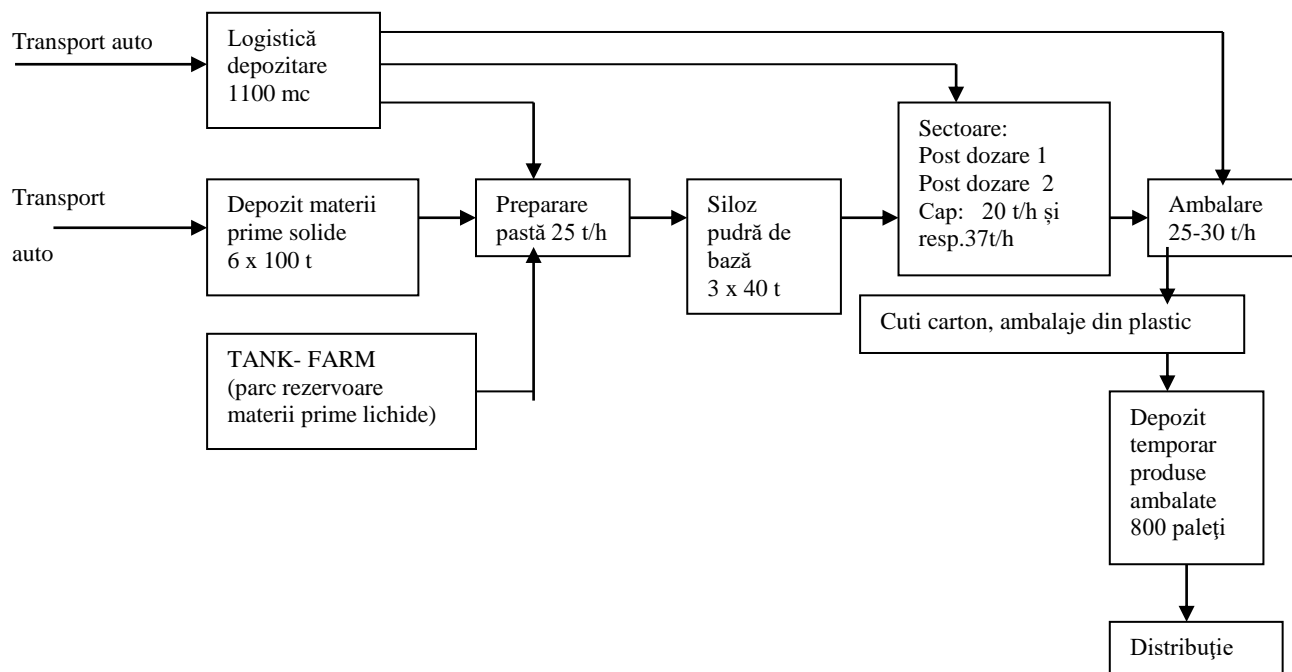 Transport auto
Logistică
depozitare
1100 mc
Sectoare:
Post dozare 1
Post dozare 2
Cap: 20 t/h și
resp.37t/h
Transport
auto
Depozit materii
prime solide
6 x 100 t
Preparare
pastă 25 t/h
Siloz
pudră de
bază
3 x 40 t
Ambalare
25-30 t/h
Cuti carton, ambalaje din plastic
TANK- FARM
(parc rezervoare
materii prime lichide)
Depozit
temporar
produse
ambalate
800 paleţi
Distribuţie